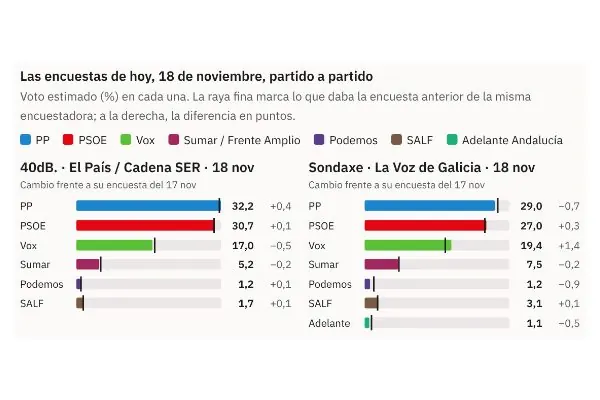 Las encuestas de hoy, 18 de noviembre, partido a partido
Voto estimado (%) en cada una. La raya fina marca lo que daba la encuesta anterior de la misma
encuestadora; a la derecha, la diferencia en puntos.
PP PSOE Vox Sumar / Frente Amplio Podemos SALF Adelante Andalucía
40dB. · El País / Cadena SER · 18 nov
Cambio frente a su encuesta del 17 nov
PP 32,2 +0,4
PSOE 30,7 +0,1
Vox 17,0 −0,5
Sumar 5,2 −0,2
Podemos 1,2 +0,1
SALF 1,7 +0,1
Sondaxe · La Voz de Galicia · 18 nov
Cambio frente a su encuesta del 17 nov
PP 29,0 −0,7
PSOE 27,0 +0,3
Vox 19,4 +1,4
Sumar 7,5 −0,2
Podemos 1,2 −0,9
SALF 3,1 +0,1
Adelante 1,1 −0,5